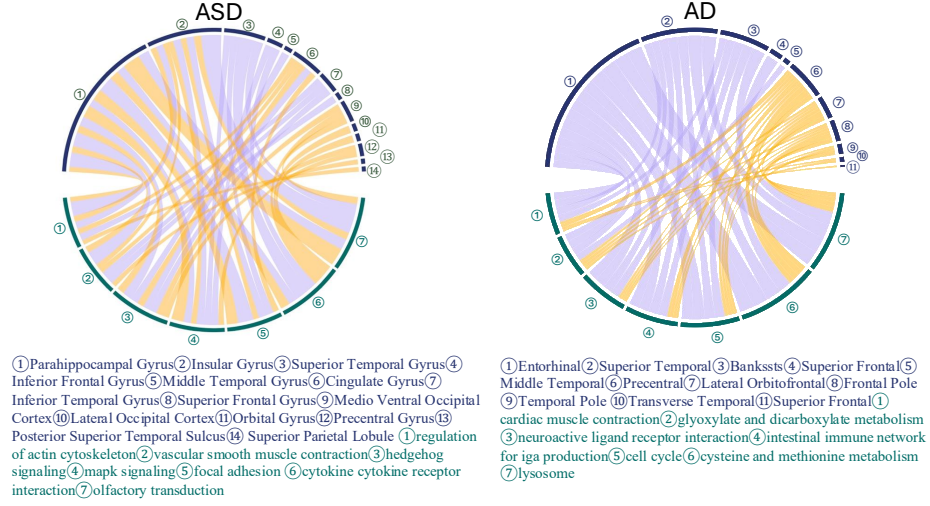 ASD
AD
① ② ③ ④ ⑤ ⑥ ⑦ ⑧ ⑨ ⑩ ⑪ ⑫ ⑬ ⑭
① ② ③ ④ ⑤ ⑥ ⑦
① ② ③ ④ ⑤ ⑥ ⑦ ⑧ ⑨ ⑩ ⑪
① ② ③ ④ ⑤ ⑥ ⑦
①Parahippocampal Gyrus②Insular Gyrus③Superior Temporal Gyrus④
Inferior Frontal Gyrus⑤Middle Temporal Gyrus⑥Cingulate Gyrus⑦
Inferior Temporal Gyrus⑧Superior Frontal Gyrus⑨Medio Ventral Occipital
Cortex⑩Lateral Occipital Cortex⑪Orbital Gyrus⑫Precentral Gyrus⑬
Posterior Superior Temporal Sulcus⑭ Superior Parietal Lobule ①regulation
of actin cytoskeleton②vascular smooth muscle contraction③hedgehog
signaling④mapk signaling⑤focal adhesion ⑥cytokine cytokine receptor
interaction⑦olfactory transduction
①Entorhinal②Superior Temporal③Bankssts④Superior Frontal⑤
Middle Temporal⑥Precentral⑦Lateral Orbitofrontal⑧Frontal Pole
⑨Temporal Pole ⑩Transverse Temporal⑪Superior Frontal①
cardiac muscle contraction②glyoxylate and dicarboxylate metabolism
③neuroactive ligand receptor interaction④intestinal immune network
for iga production⑤cell cycle⑥cysteine and methionine metabolism
⑦lysosome